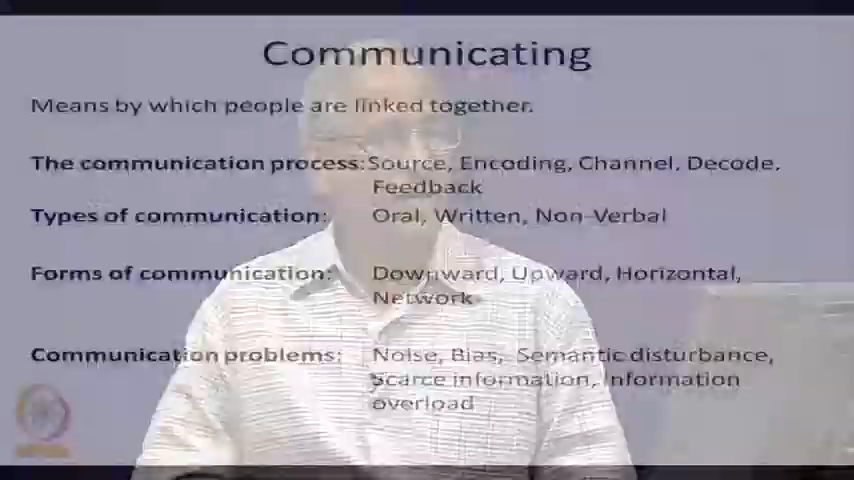 Communicating
Means by which people are linked together.
The communication process: Source, Encoding, Channel, Decode.
Feedback
Types of communication: Oral, Written, Non-Verbal
Forms of communication: Downward, Upward, Horizontal,
Network
Communication problems: Noise, Bias, Semantic disturbance,
Scarce information, Information
overload